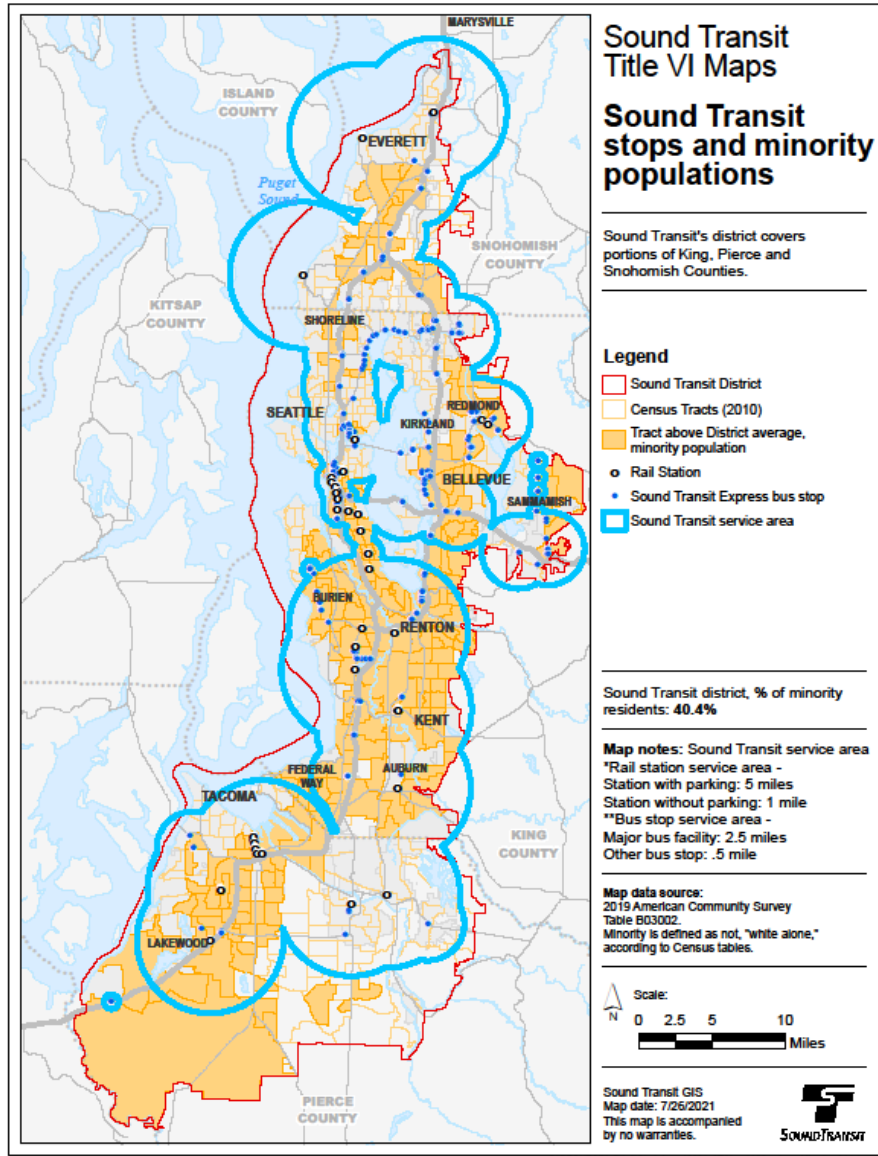 MARYSVILLE
ISLAND
COUNTY
EVERETT
Puget
Sound
SNOHOMISH
COUNTY
KITSAP
COUNTY
SHORELINE
SEATTLE
REDMOND
KIRKLAND
BELLEVUE
SAMMAMISH
BURIEN
RENTON
KENT
FEDERAL
WAY
AUBURN
TACOMA
KING
COUNTY
LAKEWOOD
PIERCE
COUNTY
Sound Transit
Title VI Maps
Sound Transit
stops and minority
populations
Sound Transit's district covers
portions of King, Pierce and
Snohomish Counties.
Legend
Sound Transit District
Census Tracts (2010)
Tract above District average,
minority population
Rail Station
Sound Transit Express bus stop
Sound Transit service area
Sound Transit district, % of minority
residents: 40.4%
Map notes: Sound Transit service area
*Rail station service area -
Station with parking: 5 miles
Station without parking: 1 mile
**Bus stop service area -
Major bus facility: 2.5 miles
Other bus stop: .5 mile
Map data source:
2019 American Community Survey
Table B03002.
Minority is defined as not, "white alone,"
according to Census tables.
N
Scale:
0 2.5 5 10
Miles
Sound Transit GIS
Map date: 7/26/2021
This map is accompanied
by no warranties.
SOUNDTRANSIT